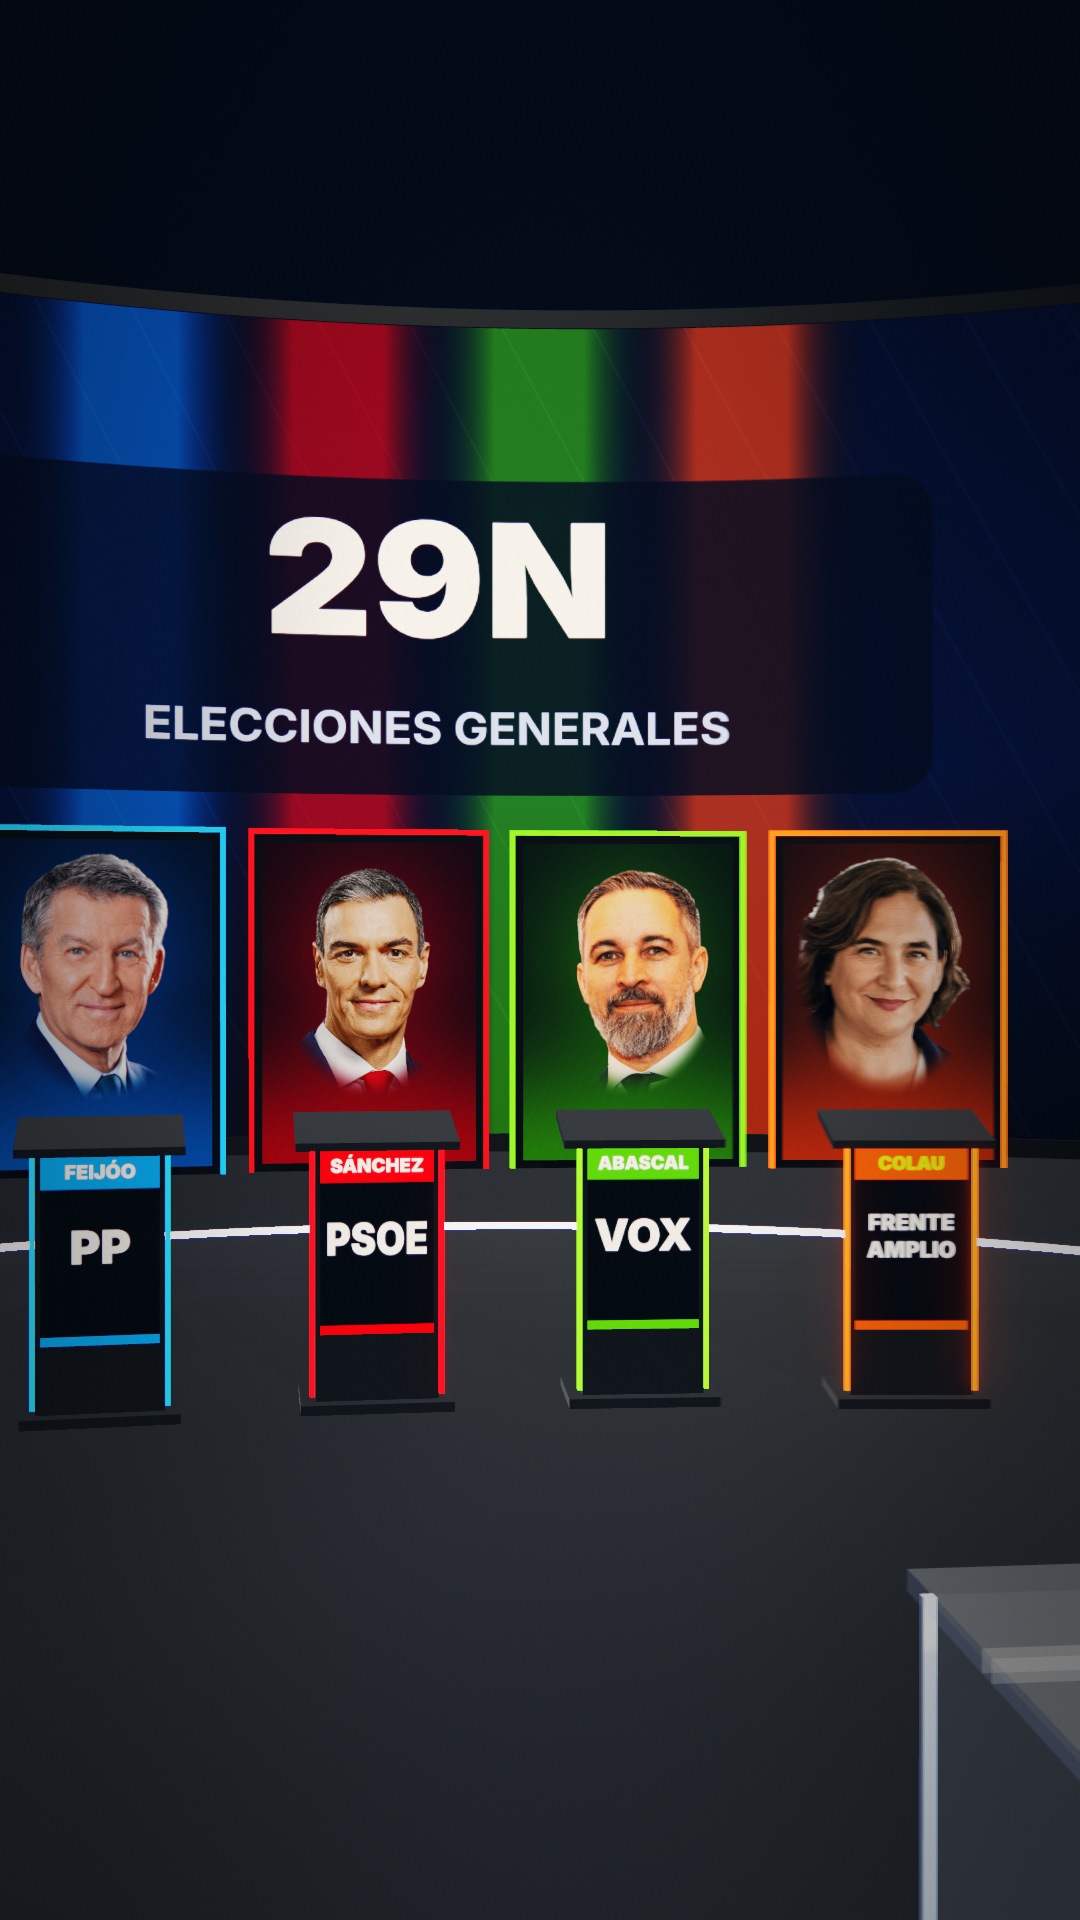 29N
ELECCIONES GENERALES
FEIJÓO
PP
SÁNCHEZ
PSOE
ABASCAL
VOX
COLAU
FRENTE
AMPLIO